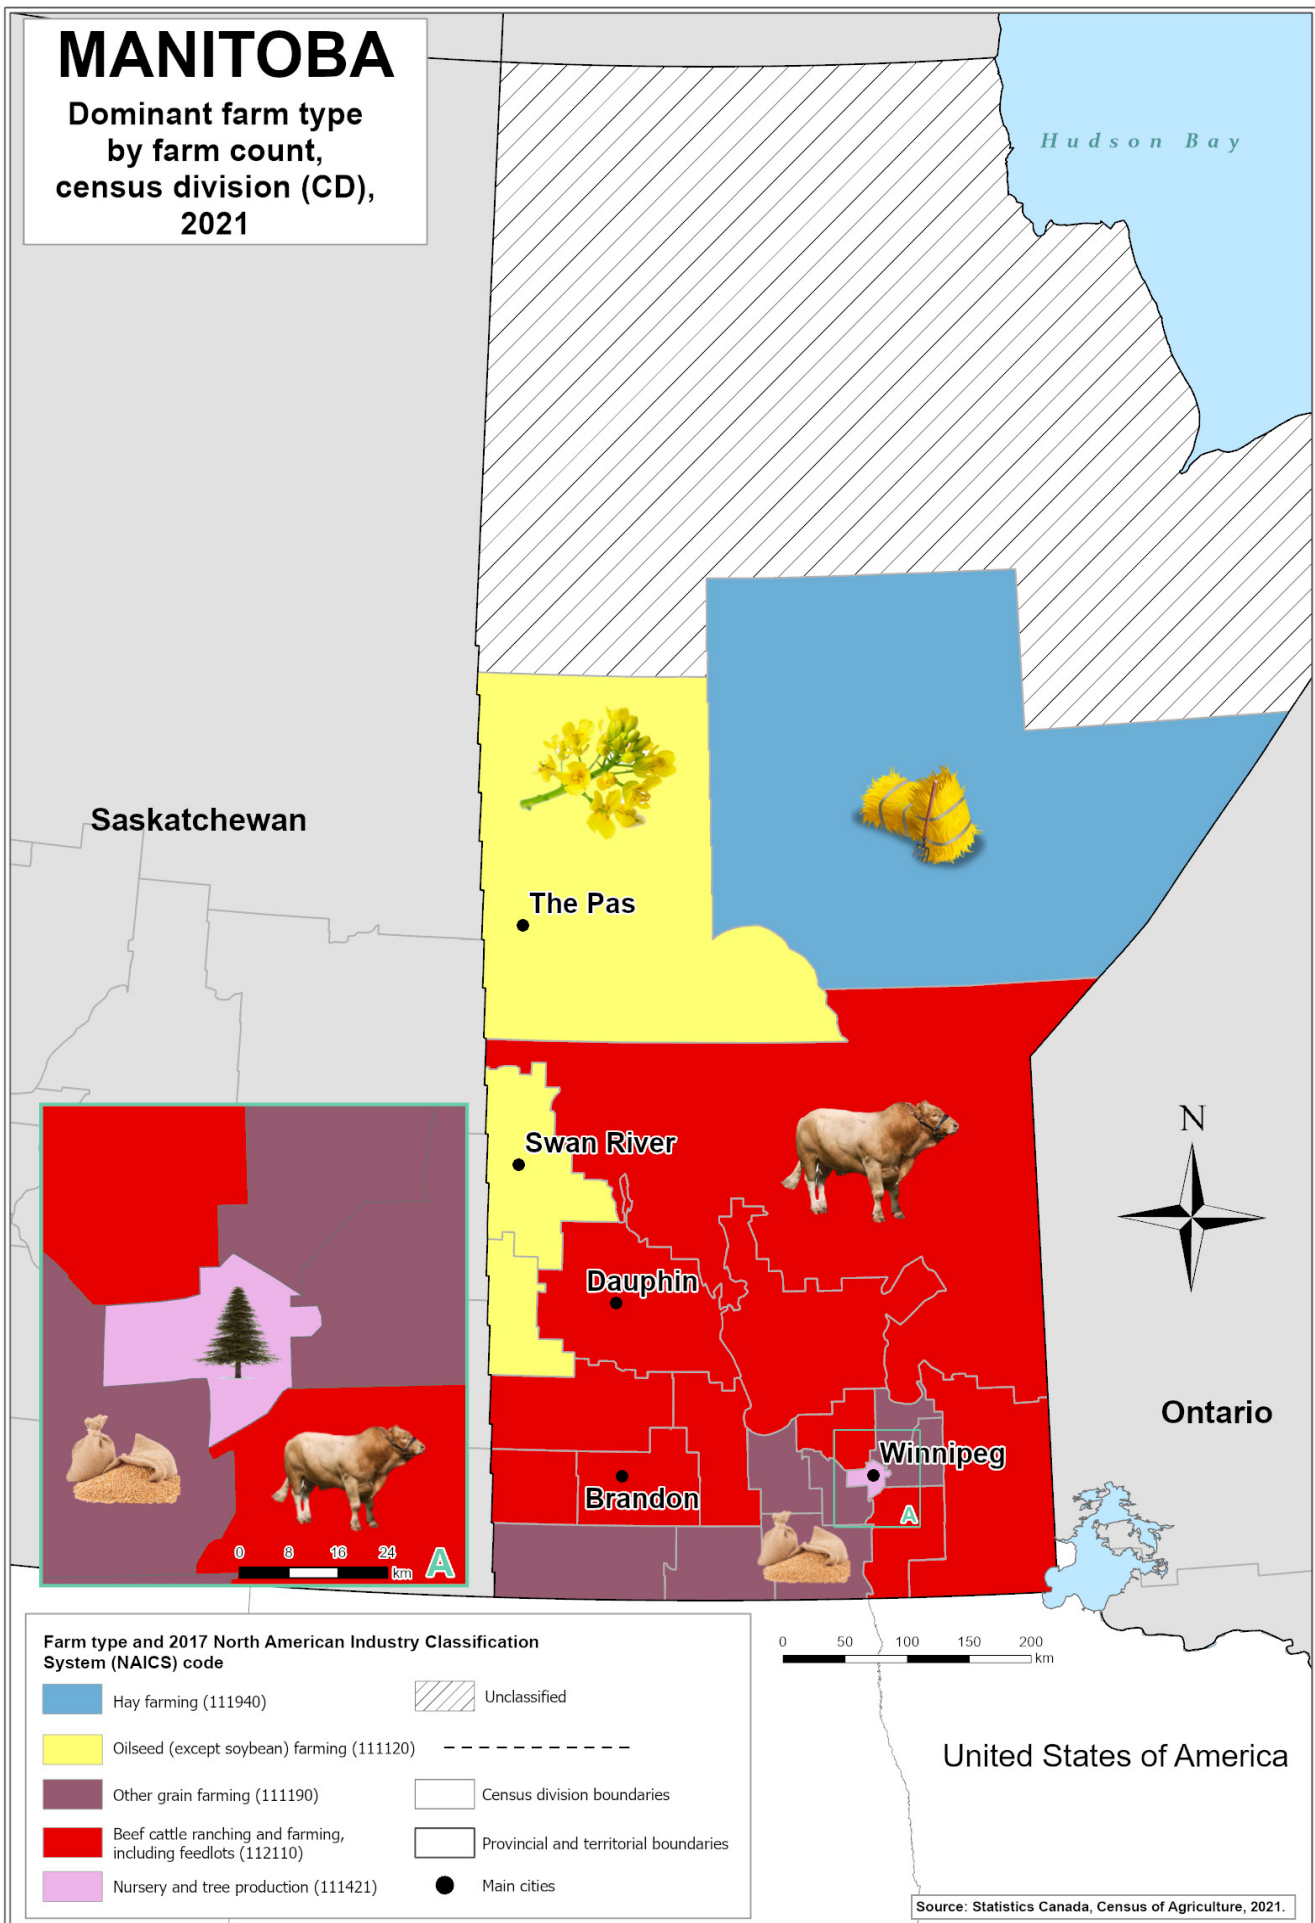 MANITOBA
Dominant farm type
by farm count,
census division (CD),
2021
Hudson Bay
Saskatchewan
The Pas
Swan River
N
Dauphin
Ontario
Winnipeg
Brandon
A
0 8 16 24
km
A
Farm type and 2017 North American Industry Classification
System (NAICS) code
Hay farming (111940)
Unclassified
Oilseed (except soybean) farming (111120)
Other grain farming (111190)
Census division boundaries
Beef cattle ranching and farming,
including feedlots (112110)
Provincial and territorial boundaries
Nursery and tree production (111421)
Main cities
0 50 100 150 200
km
United States of America
Source: Statistics Canada, Census of Agriculture, 2021.